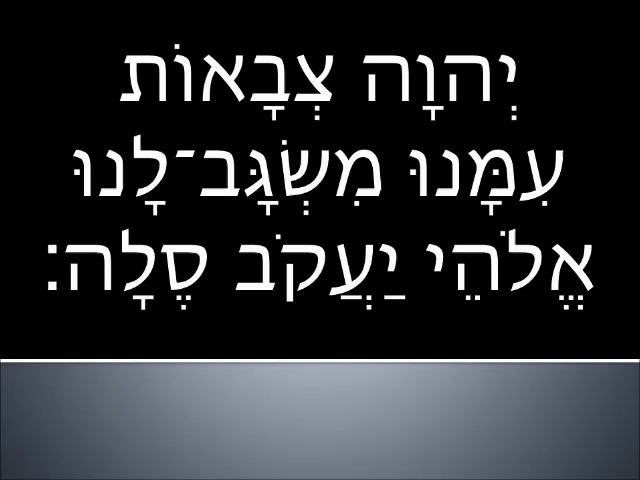 יְהוָה צְבָאוֹת
עִמָּנוּ מִשְׂגָּב־לָנוּ
אֱלֹהֵי יַעֲקֹב סֶלָה׃